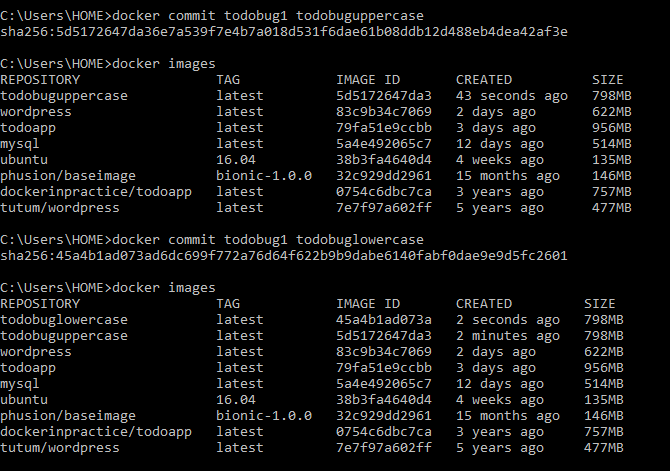 C:\Users\HOME>docker commit todobug1 todobuguppercase
sha256:5d5172647da36e7a539f7e4b7a018d531f6dae61b08ddb12d488eb4dea42af3e
C:\Users\HOME>docker images
REPOSITORY TAG IMAGE ID CREATED SIZE
todobuguppercase latest 5d5172647da3 43 seconds ago 798MB
wordpress latest 83c9b34c7069 2 days ago 622MB
todoapp latest 79fa51e9ccbb 3 days ago 956MB
mysql latest 5a4e492065c7 12 days ago 514MB
ubuntu 16.04 38b3fa4640d4 4 weeks ago 135MB
phusion/baseimage bionic-1.0.0 32c929dd2961 15 months ago 146MB
dockerinpractice/todoapp latest 0754c6dbc7ca 3 years ago 757MB
tutum/wordpress latest 7e7f97a602ff 5 years ago 477MB
C:\Users\HOME>docker commit todobug1 todobuglowercase
sha256:45a4b1ad073ad6dc699f772a76d64f622b9b9dabe6140fabf0dae9e9d5fc2601
C:\Users\HOME>docker images
REPOSITORY TAG IMAGE ID CREATED SIZE
todobuglowercase latest 45a4b1ad073a 2 seconds ago 798MB
todobuguppercase latest 5d5172647da3 2 minutes ago 798MB
wordpress latest 83c9b34c7069 2 days ago 622MB
todoapp latest 79fa51e9ccbb 3 days ago 956MB
mysql latest 5a4e492065c7 12 days ago 514MB
ubuntu 16.04 38b3fa4640d4 4 weeks ago 135MB
phusion/baseimage bionic-1.0.0 32c929dd2961 15 months ago 146MB
dockerinpractice/todoapp latest 0754c6dbc7ca 3 years ago 757MB
tutum/wordpress latest 7e7f97a602ff 5 years ago 477MB